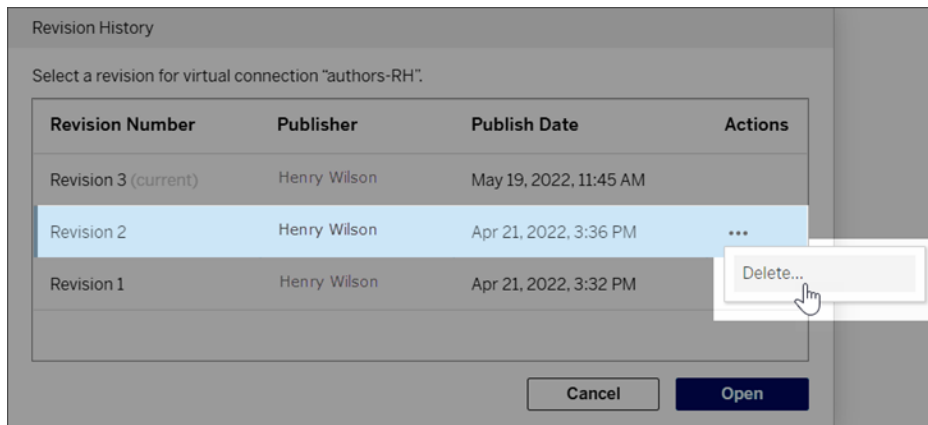 Revision History
Select a revision for virtual connection “authors-RH”.
Revision Number Publisher Publish Date Actions
Revision 3 (current) Henry Wilson May 19, 2022, 11:45 AM
Revision 2 Henry Wilson Apr 21, 2022, 3:36 PM •••
Delete...
Revision 1 Henry Wilson Apr 21, 2022, 3:32 PM
Cancel Open